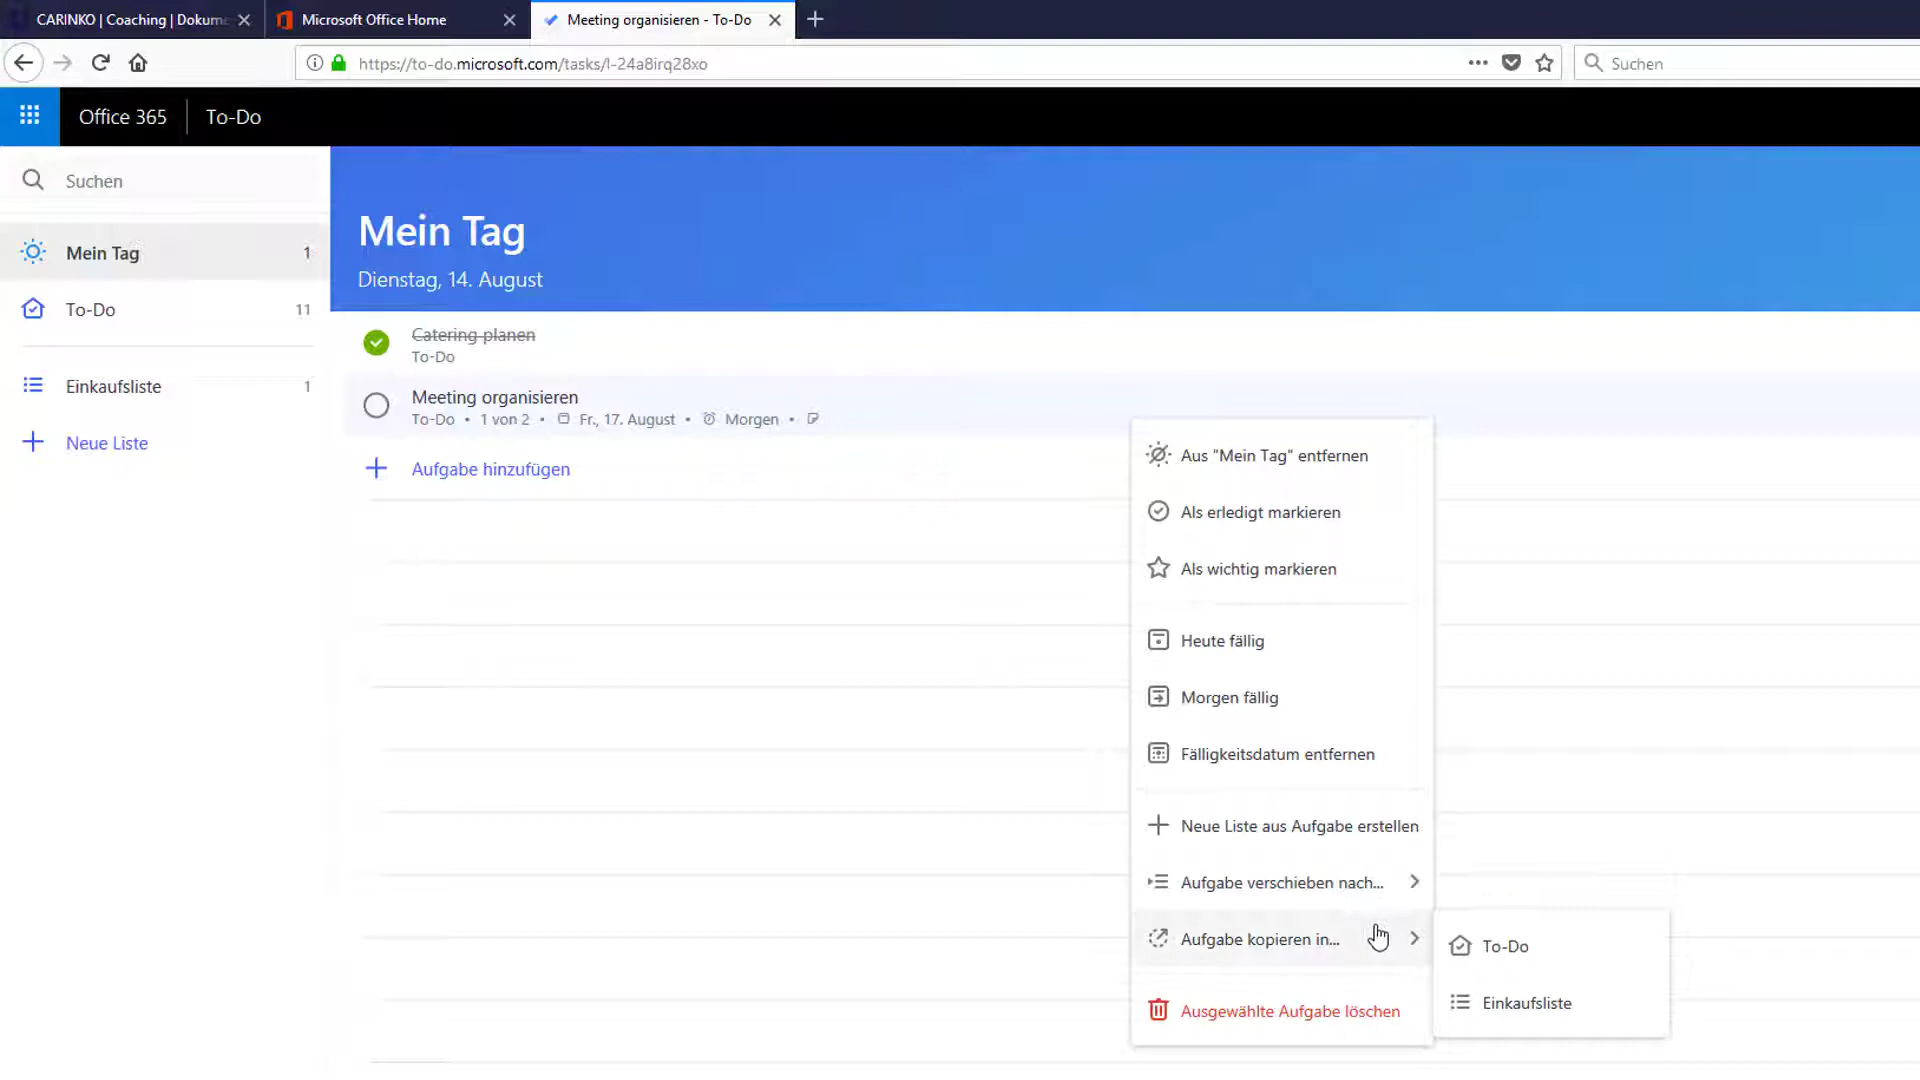 CARINKO | Coaching | Dokum
Microsoft Office Home
Meeting organisieren - To-Do
https://to-do.microsoft.com/tasks/l-24a8irq28xo
Suchen
Office 365
To-Do
Suchen
Mein Tag 1
To-Do 11
Einkaufsliste 1
Neue Liste
Mein Tag
Dienstag, 14. August
Catering planen
To-Do
Meeting organisieren
To-Do • 1 von 2 • Fr., 17. August • Morgen •
Aufgabe hinzufügen
Aus "Mein Tag" entfernen
Als erledigt markieren
Als wichtig markieren
Heute fällig
Morgen fällig
Fälligkeitsdatum entfernen
Neue Liste aus Aufgabe erstellen
Aufgabe verschieben nach...
Aufgabe kopieren in...
Ausgewählte Aufgabe löschen
To-Do
Einkaufsliste